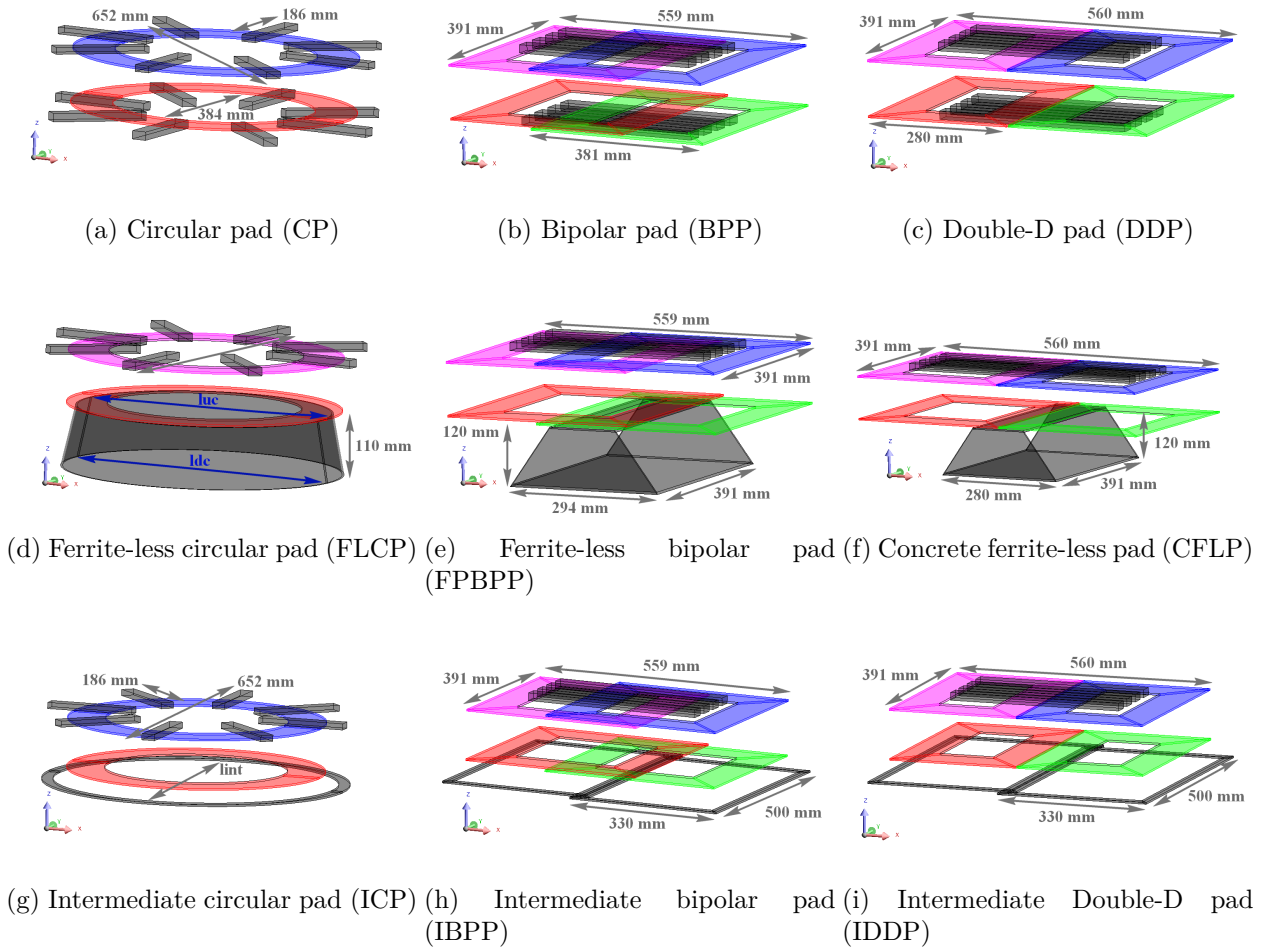 652 mm
186 mm
384 mm
z
Y
X
(a) Circular pad (CP)
391 mm
559 mm
381 mm
z
Y
X
(b) Bipolar pad (BPP)
391 mm
560 mm
280 mm
z
Y
X
(c) Double-D pad (DDP)
luc
ldc
110 mm
z
Y
X
(d) Ferrite-less circular pad (FLCP)
559 mm
391 mm
120 mm
294 mm
391 mm
z
Y
X
(e) Ferrite-less bipolar pad
(FPBPP)
391 mm
560 mm
120 mm
280 mm
391 mm
z
Y
X
(f) Concrete ferrite-less pad (CFLP)
186 mm
652 mm
lint
z
Y
X
(g) Intermediate circular pad (ICP)
391 mm
559 mm
500 mm
330 mm
z
Y
X
(h) Intermediate bipolar pad
(IBPP)
391 mm
560 mm
500 mm
330 mm
z
Y
X
(i) Intermediate Double-D pad
(IDDP)